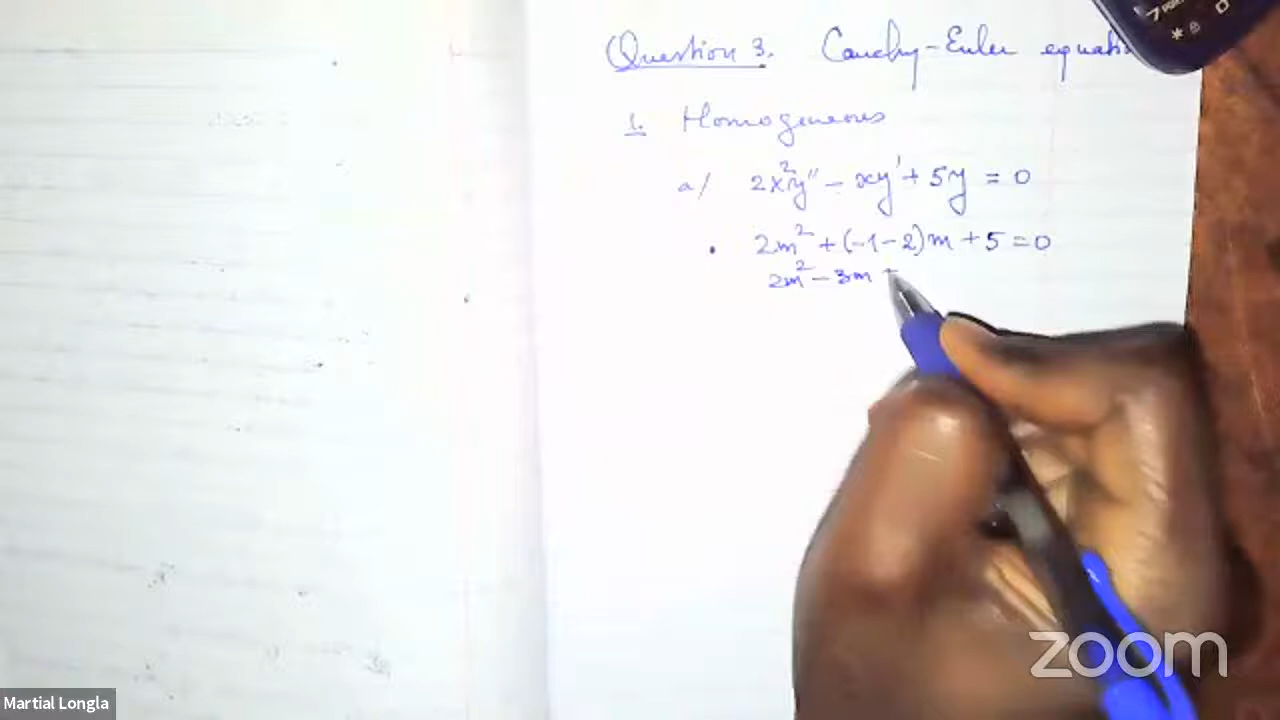 Question 3. Cauchy-Euler equati
1. Homogeneous
a/ 2x²y'' - xy' + 5y = 0
. 2m² + (-1-2)m + 5 = 0
2m² - 3m
zoom
Martial Longla